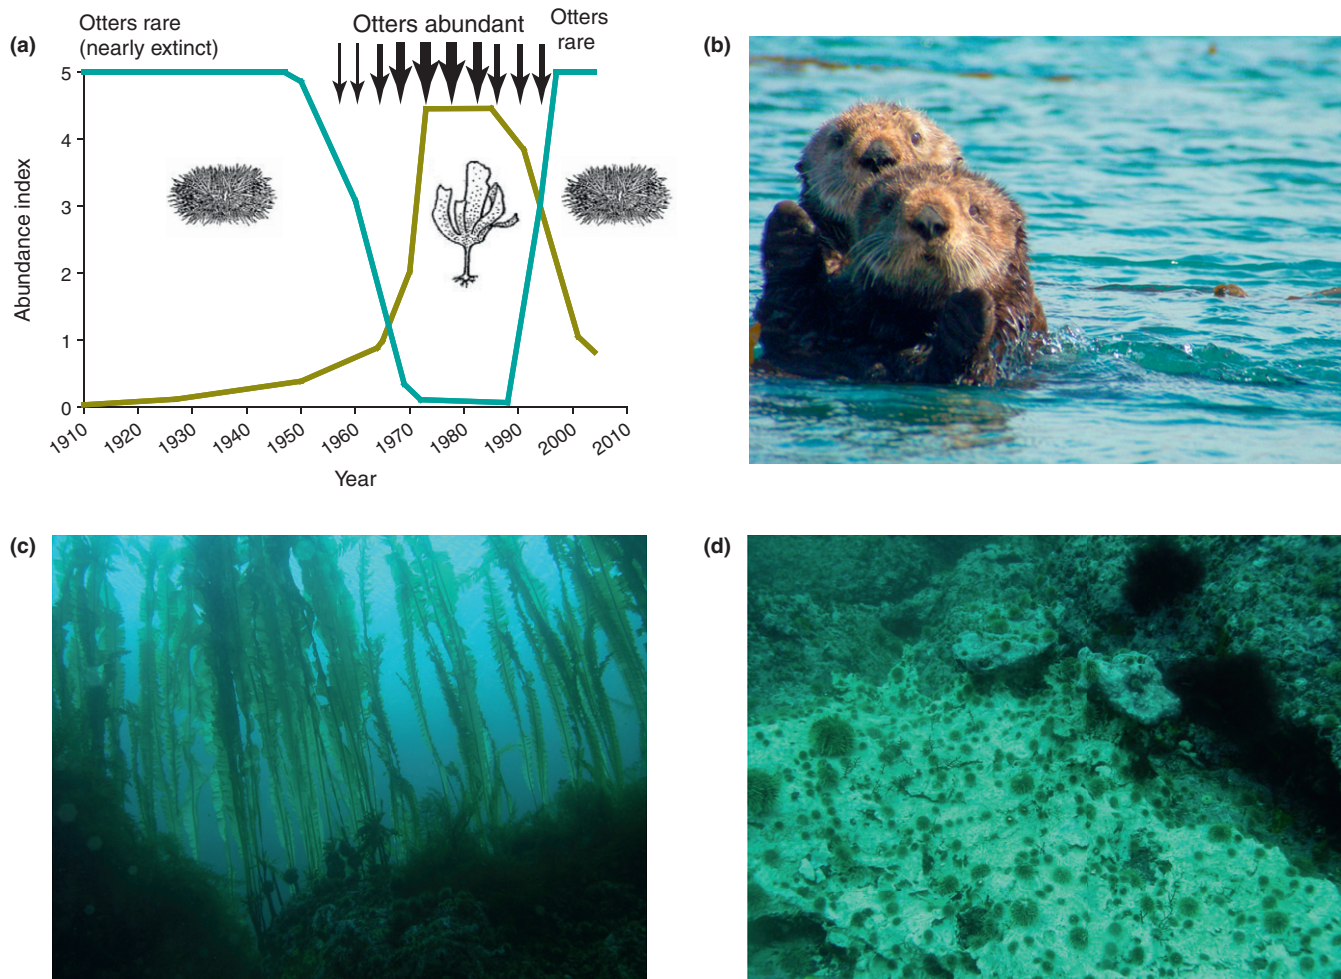 (a)
Otters rare
(nearly extinct)
Otters abundant
Otters
rare
Abundance index
5
4
3
2
1
0
1910
1920
1930
1940
1950
1960
1970
1980
1990
2000
2010
Year
(b)
(c)
(d)